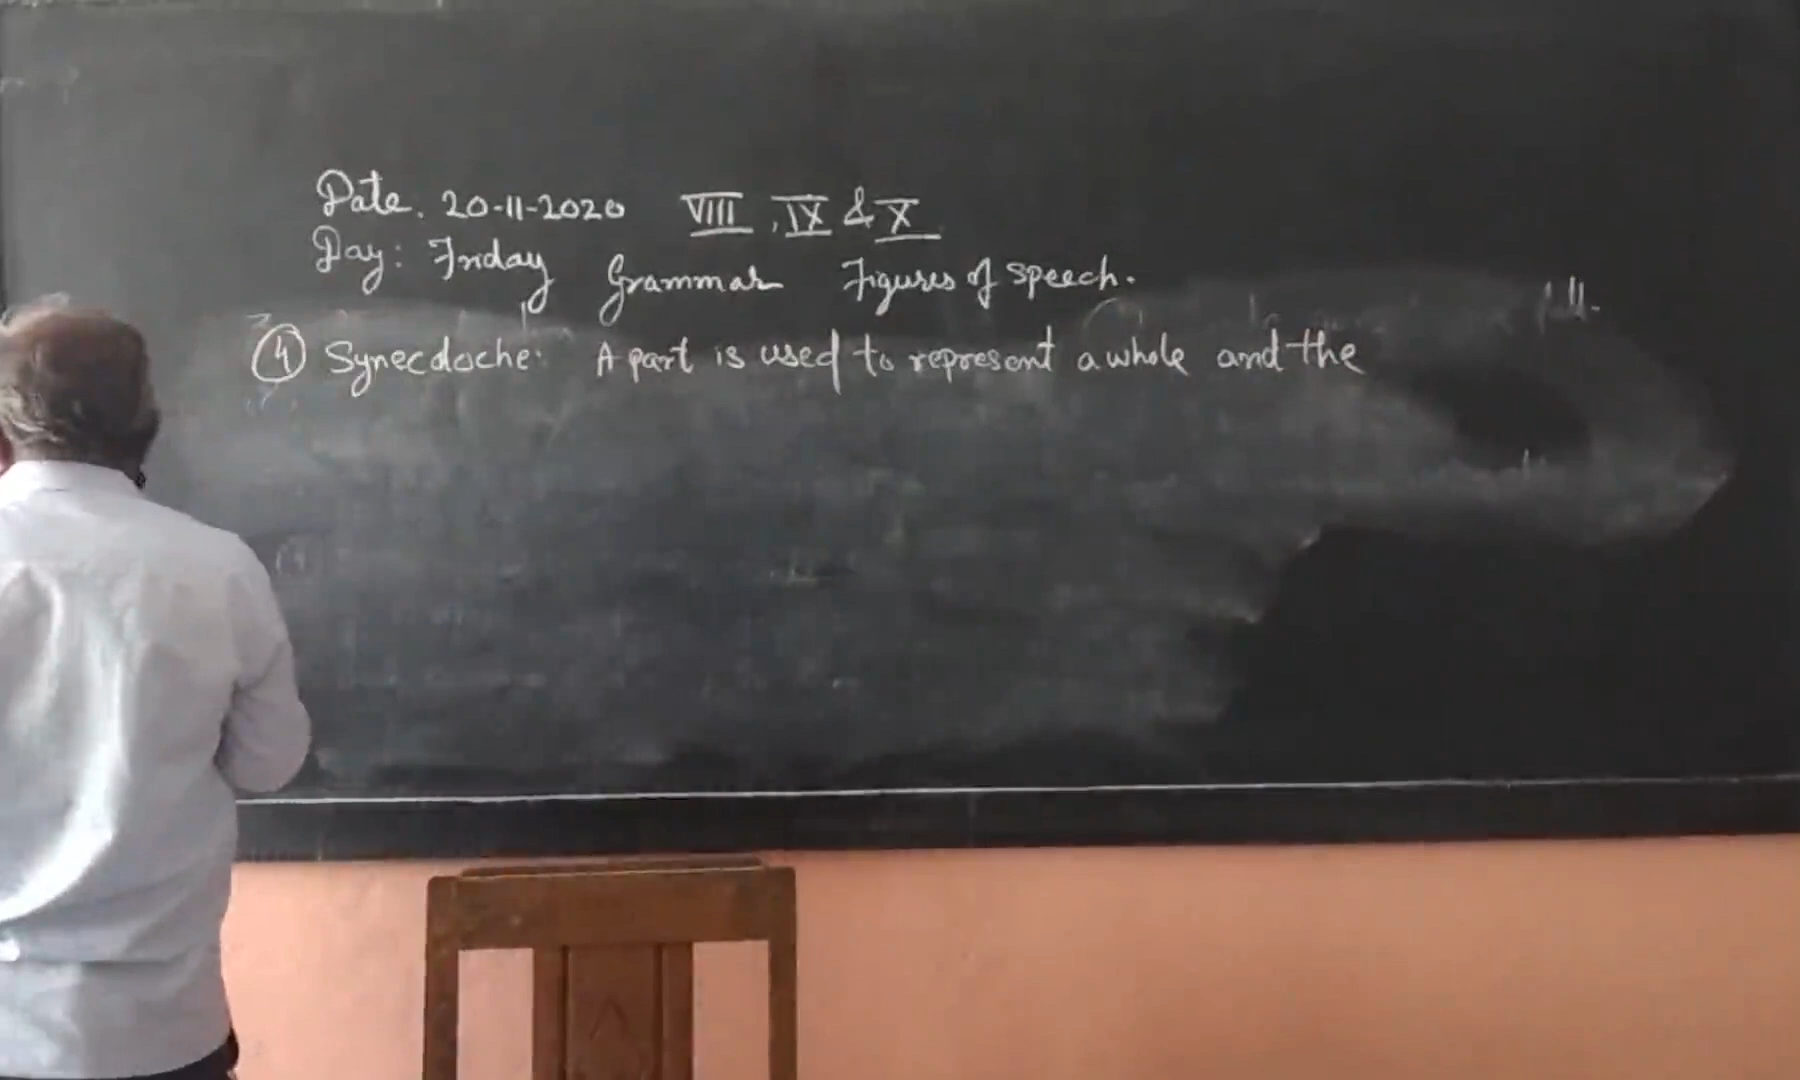 Date. 20-11-2020 VIII, IX & X
Day: Friday Grammar Figures of speech.
④ Synecdoche: A part is used to represent a whole and the